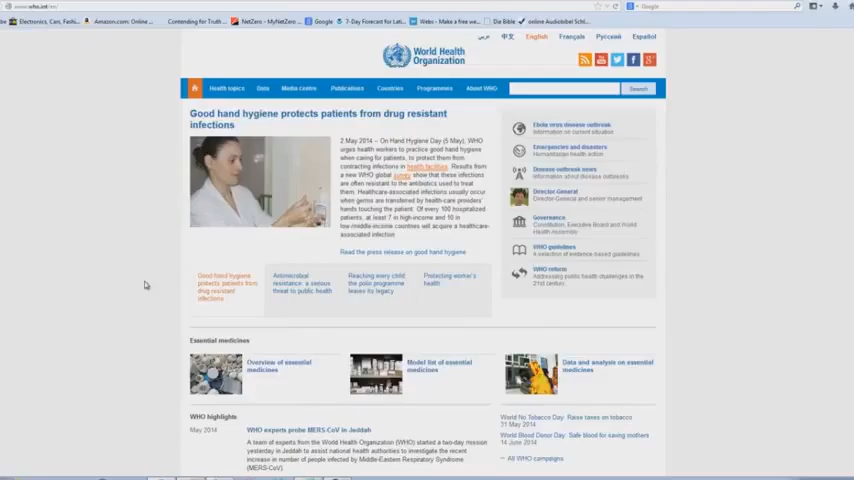 www.who.int/en/
Google
Electronics, Cars, Fashi...
Amazon.com: Online ...
Contending for Truth ...
NetZero - MyNetZero ...
Google
7-Day Forecast for Lati...
Webs - Make a free we...
Die Bible
online Audiobibel Schl...
عربي 中文 English Français Русский Español
World Health
Organization
Health topics Data Media centre Publications Countries Programmes About WHO Search
Good hand hygiene protects patients from drug resistant
infections
2 May 2014 – On Hand Hygiene Day (5 May), WHO
urges health workers to practice good hand hygiene
when caring for patients, to protect them from
contracting infections in health facilities. Results from
a new WHO global survey show that these infections
are often resistant to the antibiotics used to treat
them. Healthcare-associated infections usually occur
when germs are transferred by health-care providers'
hands touching the patient. Of every 100 hospitalized
patients, at least 7 in high-income and 10 in
low-/middle-income countries will acquire a healthcare-
associated infection.
Read the press release on good hand hygiene
Good hand hygiene
protects patients from
drug resistant
infections
Antimicrobial
resistance: a serious
threat to public health
Reaching every child:
the polio programme
leaves its legacy
Protecting worker's
health
Ebola virus disease outbreak
Information on current situation
Emergencies and disasters
Humanitarian health action
Disease outbreak news
Information about disease outbreaks
Director-General
Director-General and senior management
Governance
Constitution, Executive Board and World
Health Assembly
WHO guidelines
A selection of evidence-based guidelines
WHO reform
Addressing public health challenges in the
21st century
Essential medicines
Overview of essential
medicines
Model list of essential
medicines
Data and analysis on essential
medicines
WHO highlights
May 2014
WHO experts probe MERS-CoV in Jeddah
A team of experts from the World Health Organization (WHO) started a two-day mission
yesterday in Jeddah to assist national health authorities to investigate the recent
increase in number of people infected by Middle-Eastern Respiratory Syndrome
(MERS-CoV).
World No Tobacco Day: Raise taxes on tobacco
31 May 2014
World Blood Donor Day: Safe blood for saving mothers
14 June 2014
All WHO campaigns